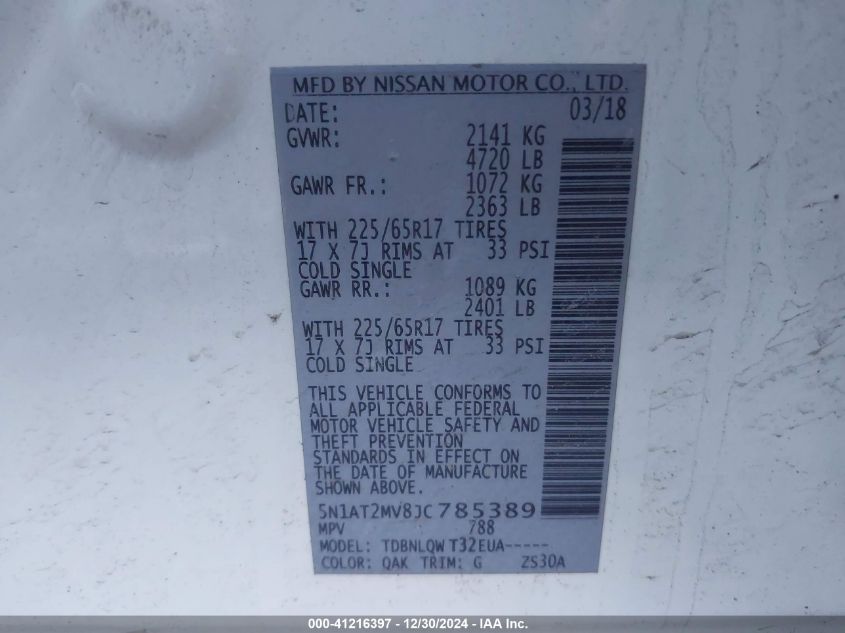 MFD BY NISSAN MOTOR CO., LTD.
DATE: 03/18
GVWR: 2141 KG
4720 LB
GAWR FR.: 1072 KG
2363 LB
WITH 225/65R17 TIRES
17 X 7J RIMS AT 33 PSI
COLD SINGLE
GAWR RR.: 1089 KG
2401 LB
WITH 225/65R17 TIRES
17 X 7J RIMS AT 33 PSI
COLD SINGLE
THIS VEHICLE CONFORMS TO
ALL APPLICABLE FEDERAL
MOTOR VEHICLE SAFETY AND
THEFT PREVENTION
STANDARDS IN EFFECT ON
THE DATE OF MANUFACTURE
SHOWN ABOVE.
5N1AT2MV8JC785389
MPV 788
MODEL: TDBNLQW T32EUA-----
COLOR: QAK TRIM: G ZS30A
000-41216397 - 12/30/2024 - IAA Inc.